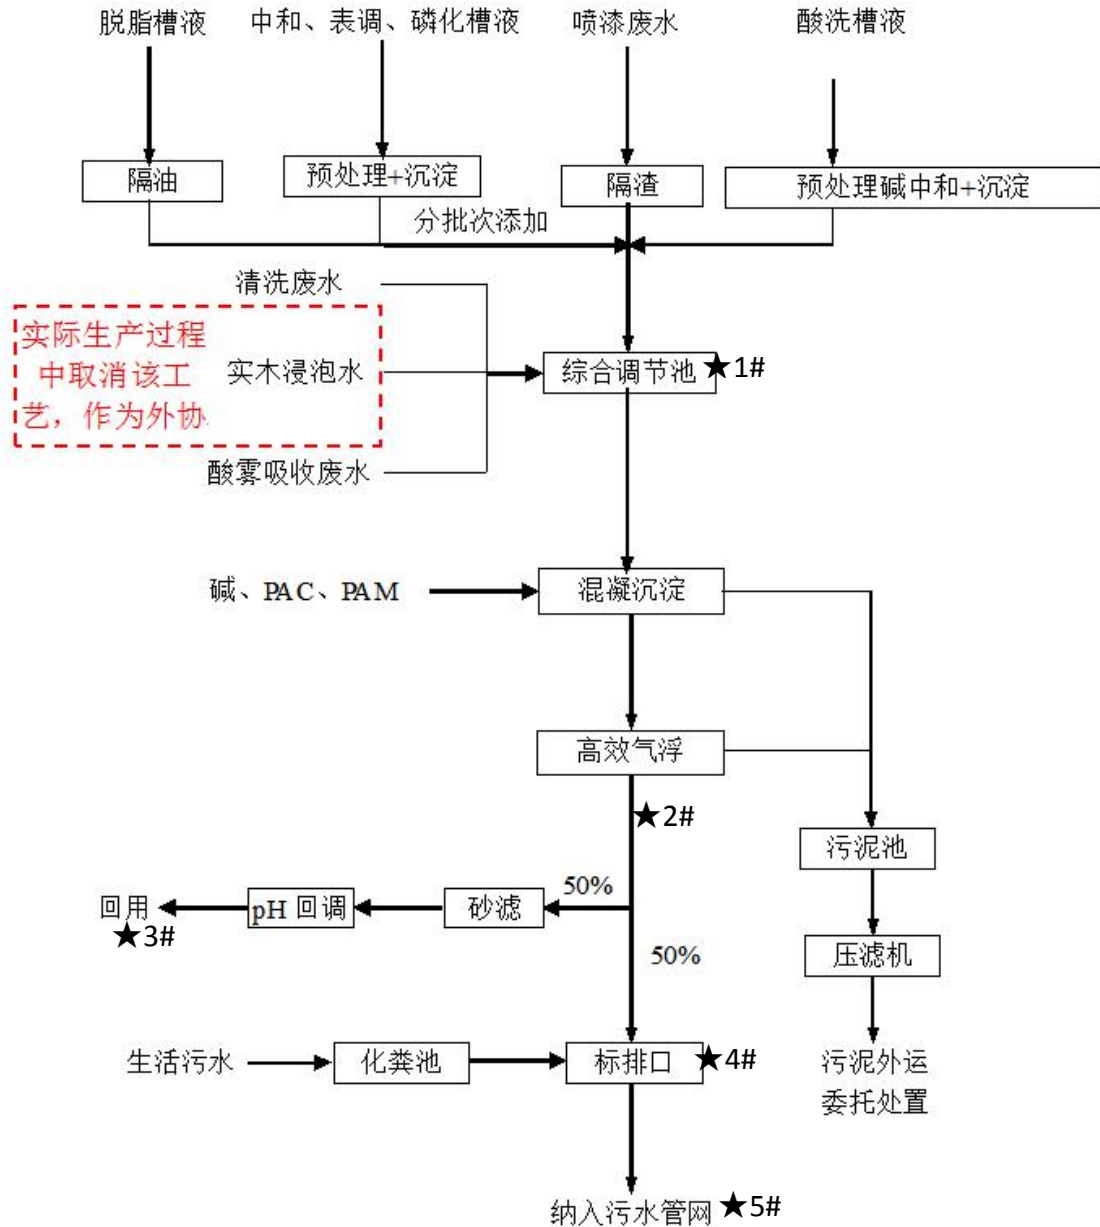 脱脂槽液
中和、表调、磷化槽液
喷漆废水
酸洗槽液
隔油
预处理+沉淀
隔渣
预处理碱中和+沉淀
分批次添加
清洗废水
实际生产过程
中取消该工
艺，作为外协
实木浸泡水
综合调节池
★1#
酸雾吸收废水
碱、PAC、PAM
混凝沉淀
高效气浮
★2#
污泥池
50%
回用
pH 回调
砂滤
★3#
50%
压滤机
生活污水
化粪池
标排口
★4#
污泥外运
委托处置
纳入污水管网
★5#